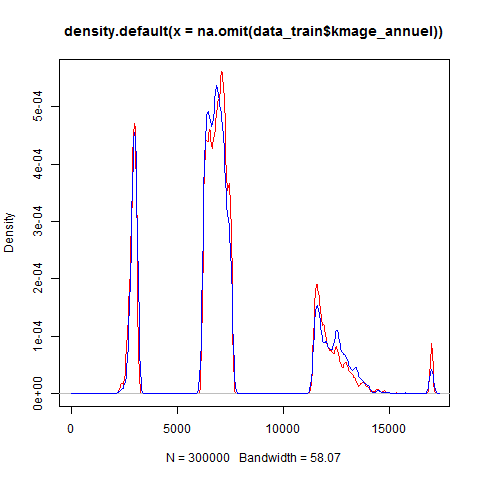 density.default(x = na.omit(data_train$kmage_annuel))
Density
5e-04
4e-04
3e-04
2e-04
1e-04
0e+00
0 5000 10000 15000
N = 300000 Bandwidth = 58.07